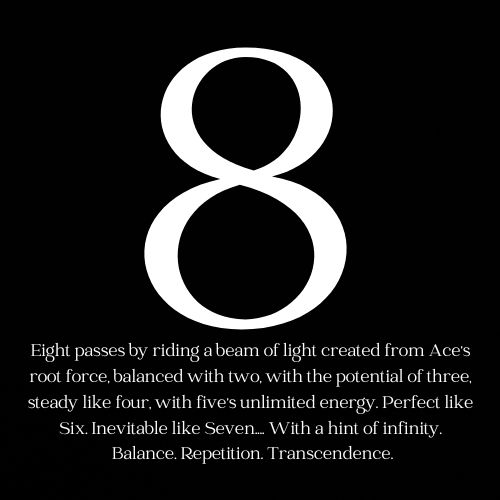 8
Eight passes by riding a beam of light created from Ace's
root force, balanced with two, with the potential of three,
steady like four, with five's unlimited energy. Perfect like
Six. Inevitable like Seven.... With a hint of infinity.
Balance. Repetition. Transcendence.